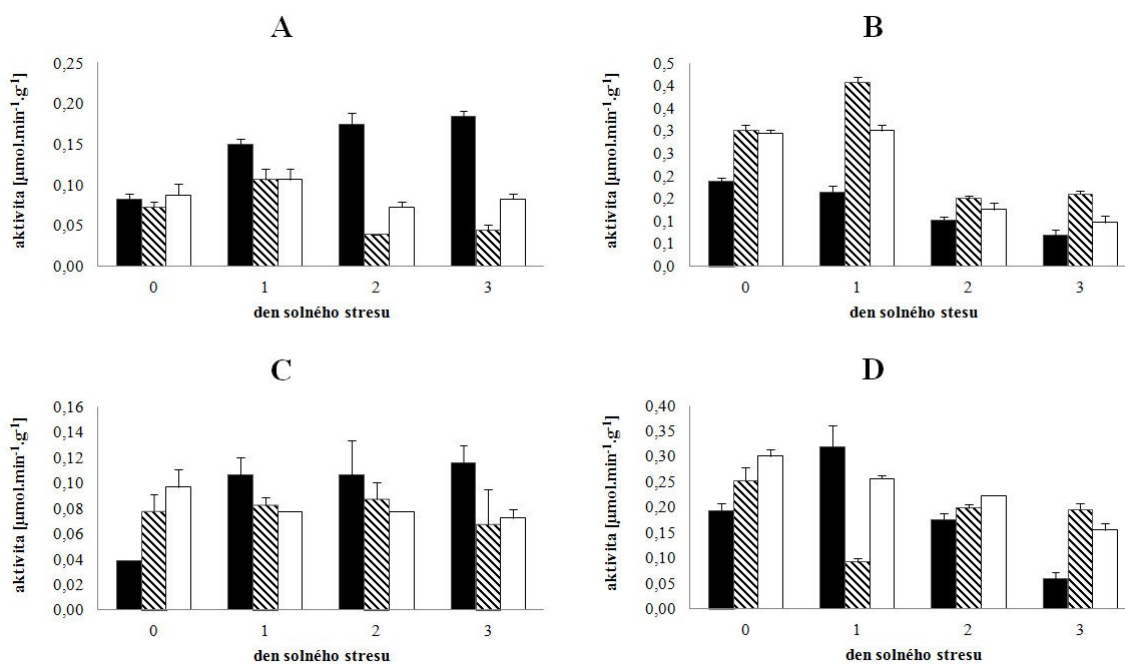 A
aktivita [µmol.min⁻¹.g⁻¹]
0,25
0,20
0,15
0,10
0,05
0,00
0 1 2 3
den solného stresu
B
aktivita [µmol.min⁻¹.g⁻¹]
0,5
0,4
0,4
0,3
0,3
0,2
0,2
0,1
0,1
0,0
0 1 2 3
den solného stesu
C
aktivita [µmol.min⁻¹.g⁻¹]
0,16
0,14
0,12
0,10
0,08
0,06
0,04
0,02
0,00
0 1 2 3
den solného stresu
D
aktivita [µmol.min⁻¹.g⁻¹]
0,40
0,35
0,30
0,25
0,20
0,15
0,10
0,05
0,00
0 1 2 3
den solného stresu